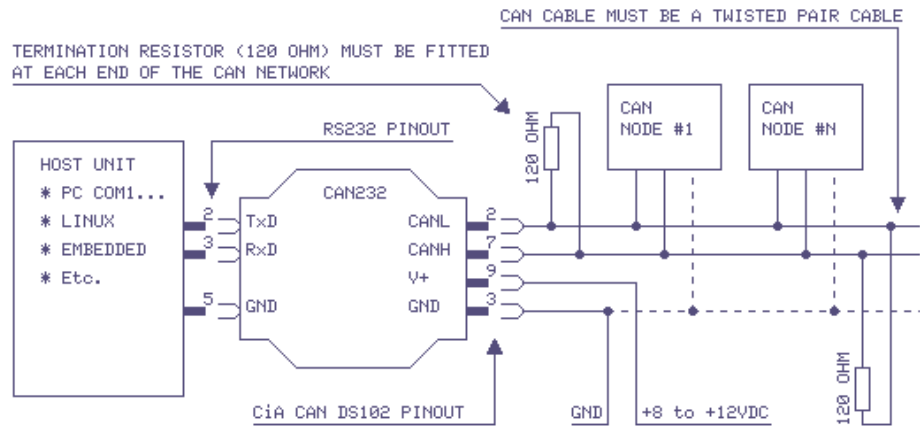 CAN CABLE MUST BE A TWISTED PAIR CABLE
TERMINATION RESISTOR (120 OHM) MUST BE FITTED
AT EACH END OF THE CAN NETWORK
RS232 PINOUT
120 OHM
CAN
NODE #1
CAN
NODE #N
HOST UNIT
* PC COM1...
* LINUX
* EMBEDDED
* Etc.
CAN232
2 TxD
3 RxD
5 GND
CANL 2
CANH 7
V+ 9
GND 3
CiA CAN DS102 PINOUT
GND
+8 to +12VDC
120 OHM